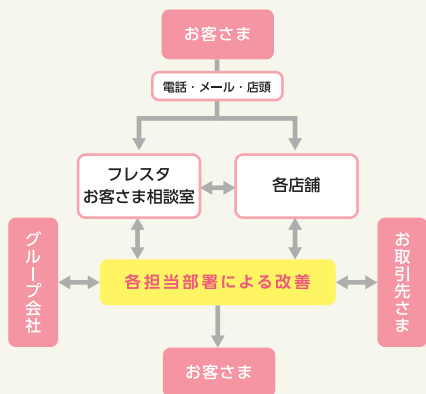 お客さま
電話・メール・店頭
フレスタ
お客さま相談室
各店舗
グループ会社
各担当部署による改善
お取引先さま
お客さま